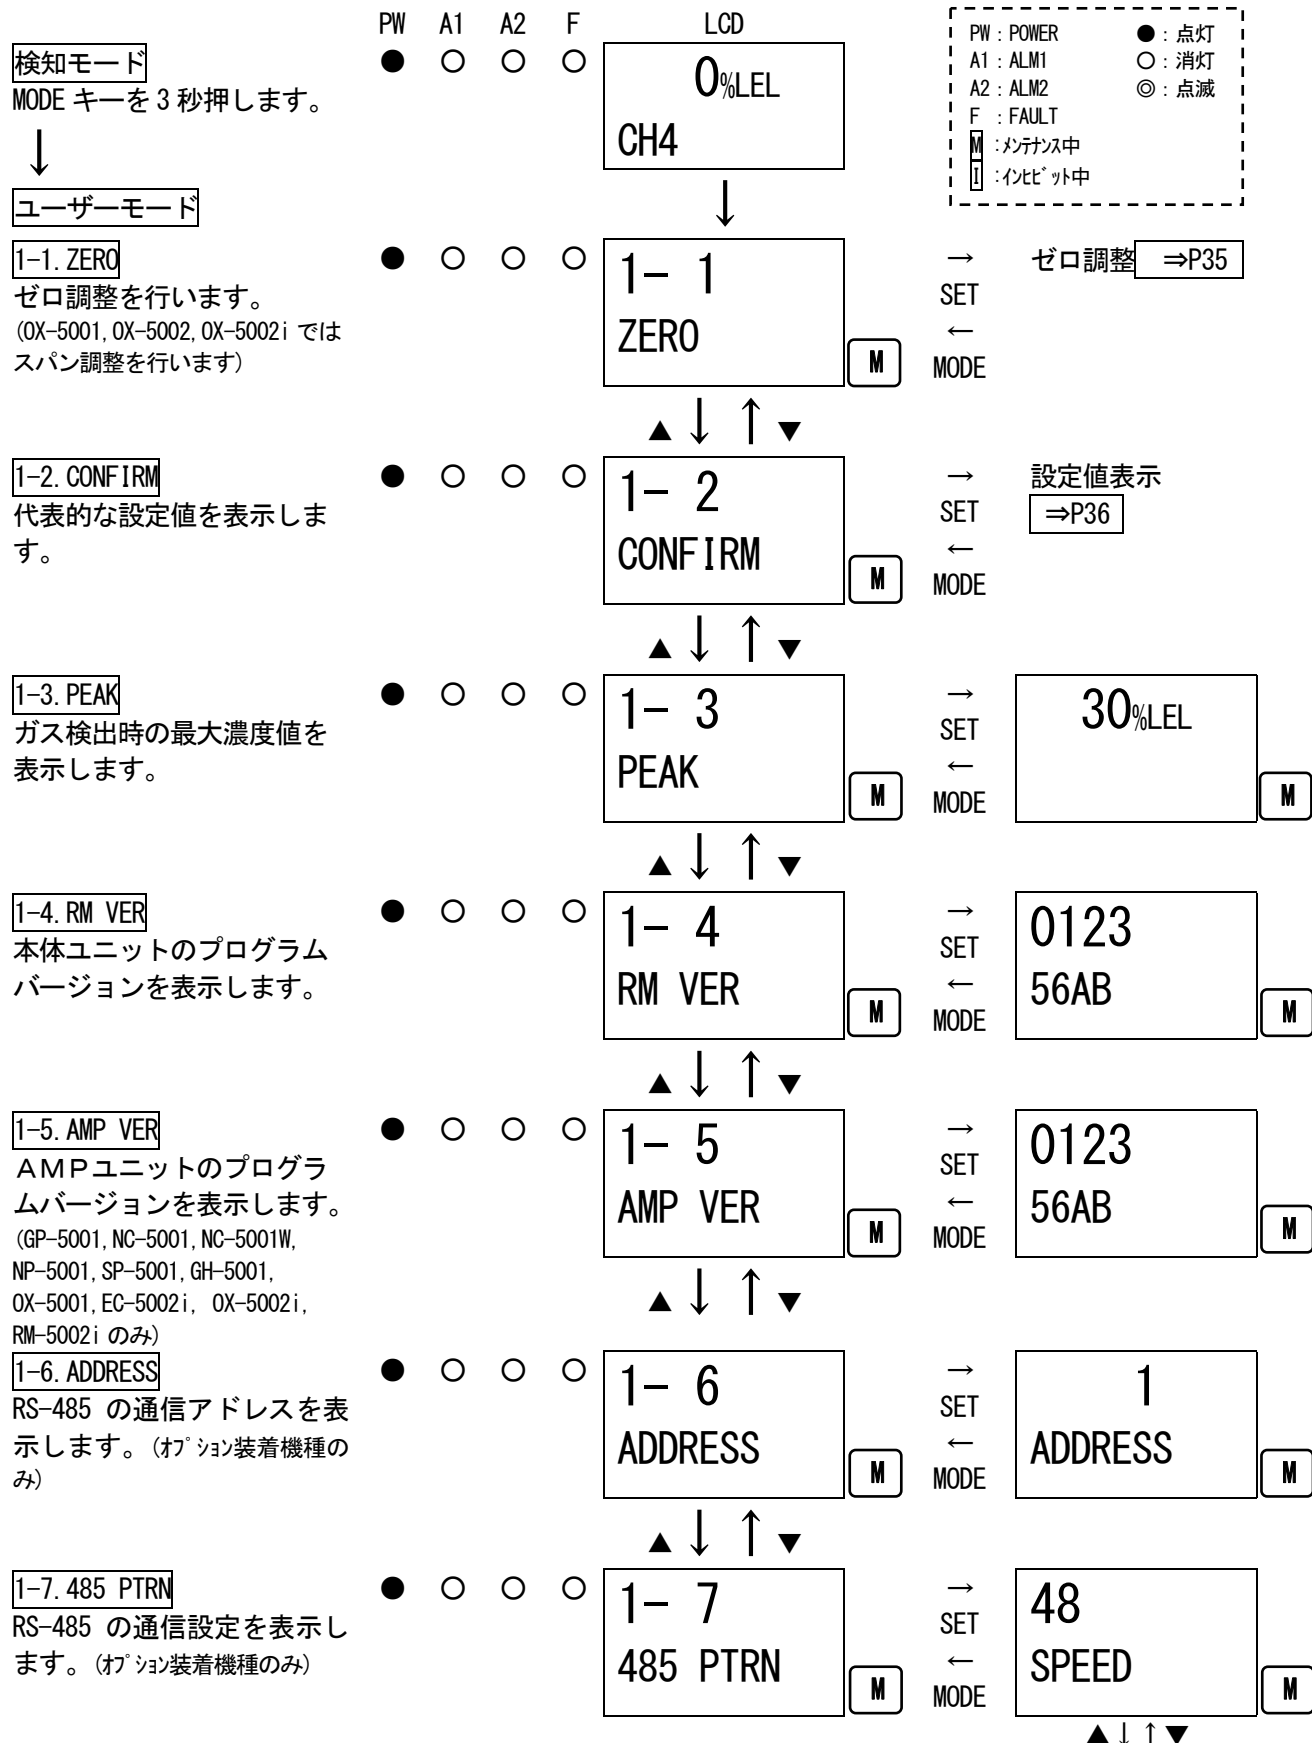 PW A1 A2 F LCD
PW : POWER ● : 点灯
A1 : ALM1 ○ : 消灯
A2 : ALM2 ◎ : 点滅
F : FAULT
M :ﾒﾝﾃﾅﾝｽ中
I :ｲﾝﾋﾋﾞｯﾄ中
検知モード ● ○ ○ ○
MODE キーを 3 秒押します。
0%LEL
CH4
↓
↓
ユーザーモード
1-1.ZERO ● ○ ○ ○
ゼロ調整を行います。
(OX-5001,OX-5002,OX-5002i では
スパン調整を行います)
1- 1
ZERO
M
→
SET
←
MODE
ゼロ調整 ⇒P35
▲ ↓ ↑ ▼
1-2.CONFIRM ● ○ ○ ○
代表的な設定値を表示しま
す。
1- 2
CONFIRM
M
→
SET
←
MODE
設定値表示
⇒P36
▲ ↓ ↑ ▼
1-3.PEAK ● ○ ○ ○
ガス検出時の最大濃度値を
表示します。
1- 3
PEAK
M
→
SET
←
MODE
30%LEL
M
▲ ↓ ↑ ▼
1-4.RM VER ● ○ ○ ○
本体ユニットのプログラム
バージョンを表示します。
1- 4
RM VER
M
→
SET
←
MODE
0123
56AB
M
▲ ↓ ↑ ▼
1-5.AMP VER ● ○ ○ ○
ＡＭＰユニットのプログラ
ムバージョンを表示します。
(GP-5001,NC-5001,NC-5001W,
NP-5001,SP-5001,GH-5001,
OX-5001,EC-5002i, OX-5002i,
RM-5002i のみ)
1- 5
AMP VER
M
→
SET
←
MODE
0123
56AB
M
▲ ↓ ↑ ▼
1-6.ADDRESS ● ○ ○ ○
RS-485 の通信アドレスを表
示します。(ｵﾌﾟｼｮﾝ装着機種の
み)
1- 6
ADDRESS
M
→
SET
←
MODE
1
ADDRESS
M
▲ ↓ ↑ ▼
1-7.485 PTRN ● ○ ○ ○
RS-485 の通信設定を表示し
ます。(ｵﾌﾟｼｮﾝ装着機種のみ)
1- 7
485 PTRN
M
→
SET
←
MODE
48
SPEED
M
▲ ↓ ↑ ▼